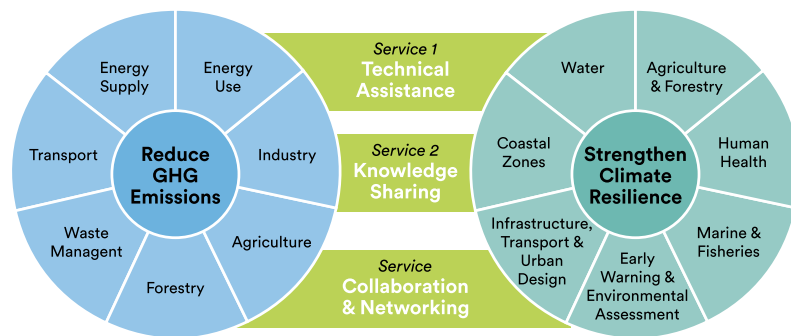 Energy
Supply
Energy
Use
Transport
Reduce
GHG
Emissions
Industry
Waste
Managent
Agriculture
Forestry
Service 1
Technical
Assistance
Service 2
Knowledge
Sharing
Service
Collaboration
& Networking
Water
Agriculture
& Forestry
Coastal
Zones
Strengthen
Climate
Resilience
Human
Health
Infrastructure,
Transport &
Urban
Design
Early
Warning &
Environmental
Assessment
Marine &
Fisheries